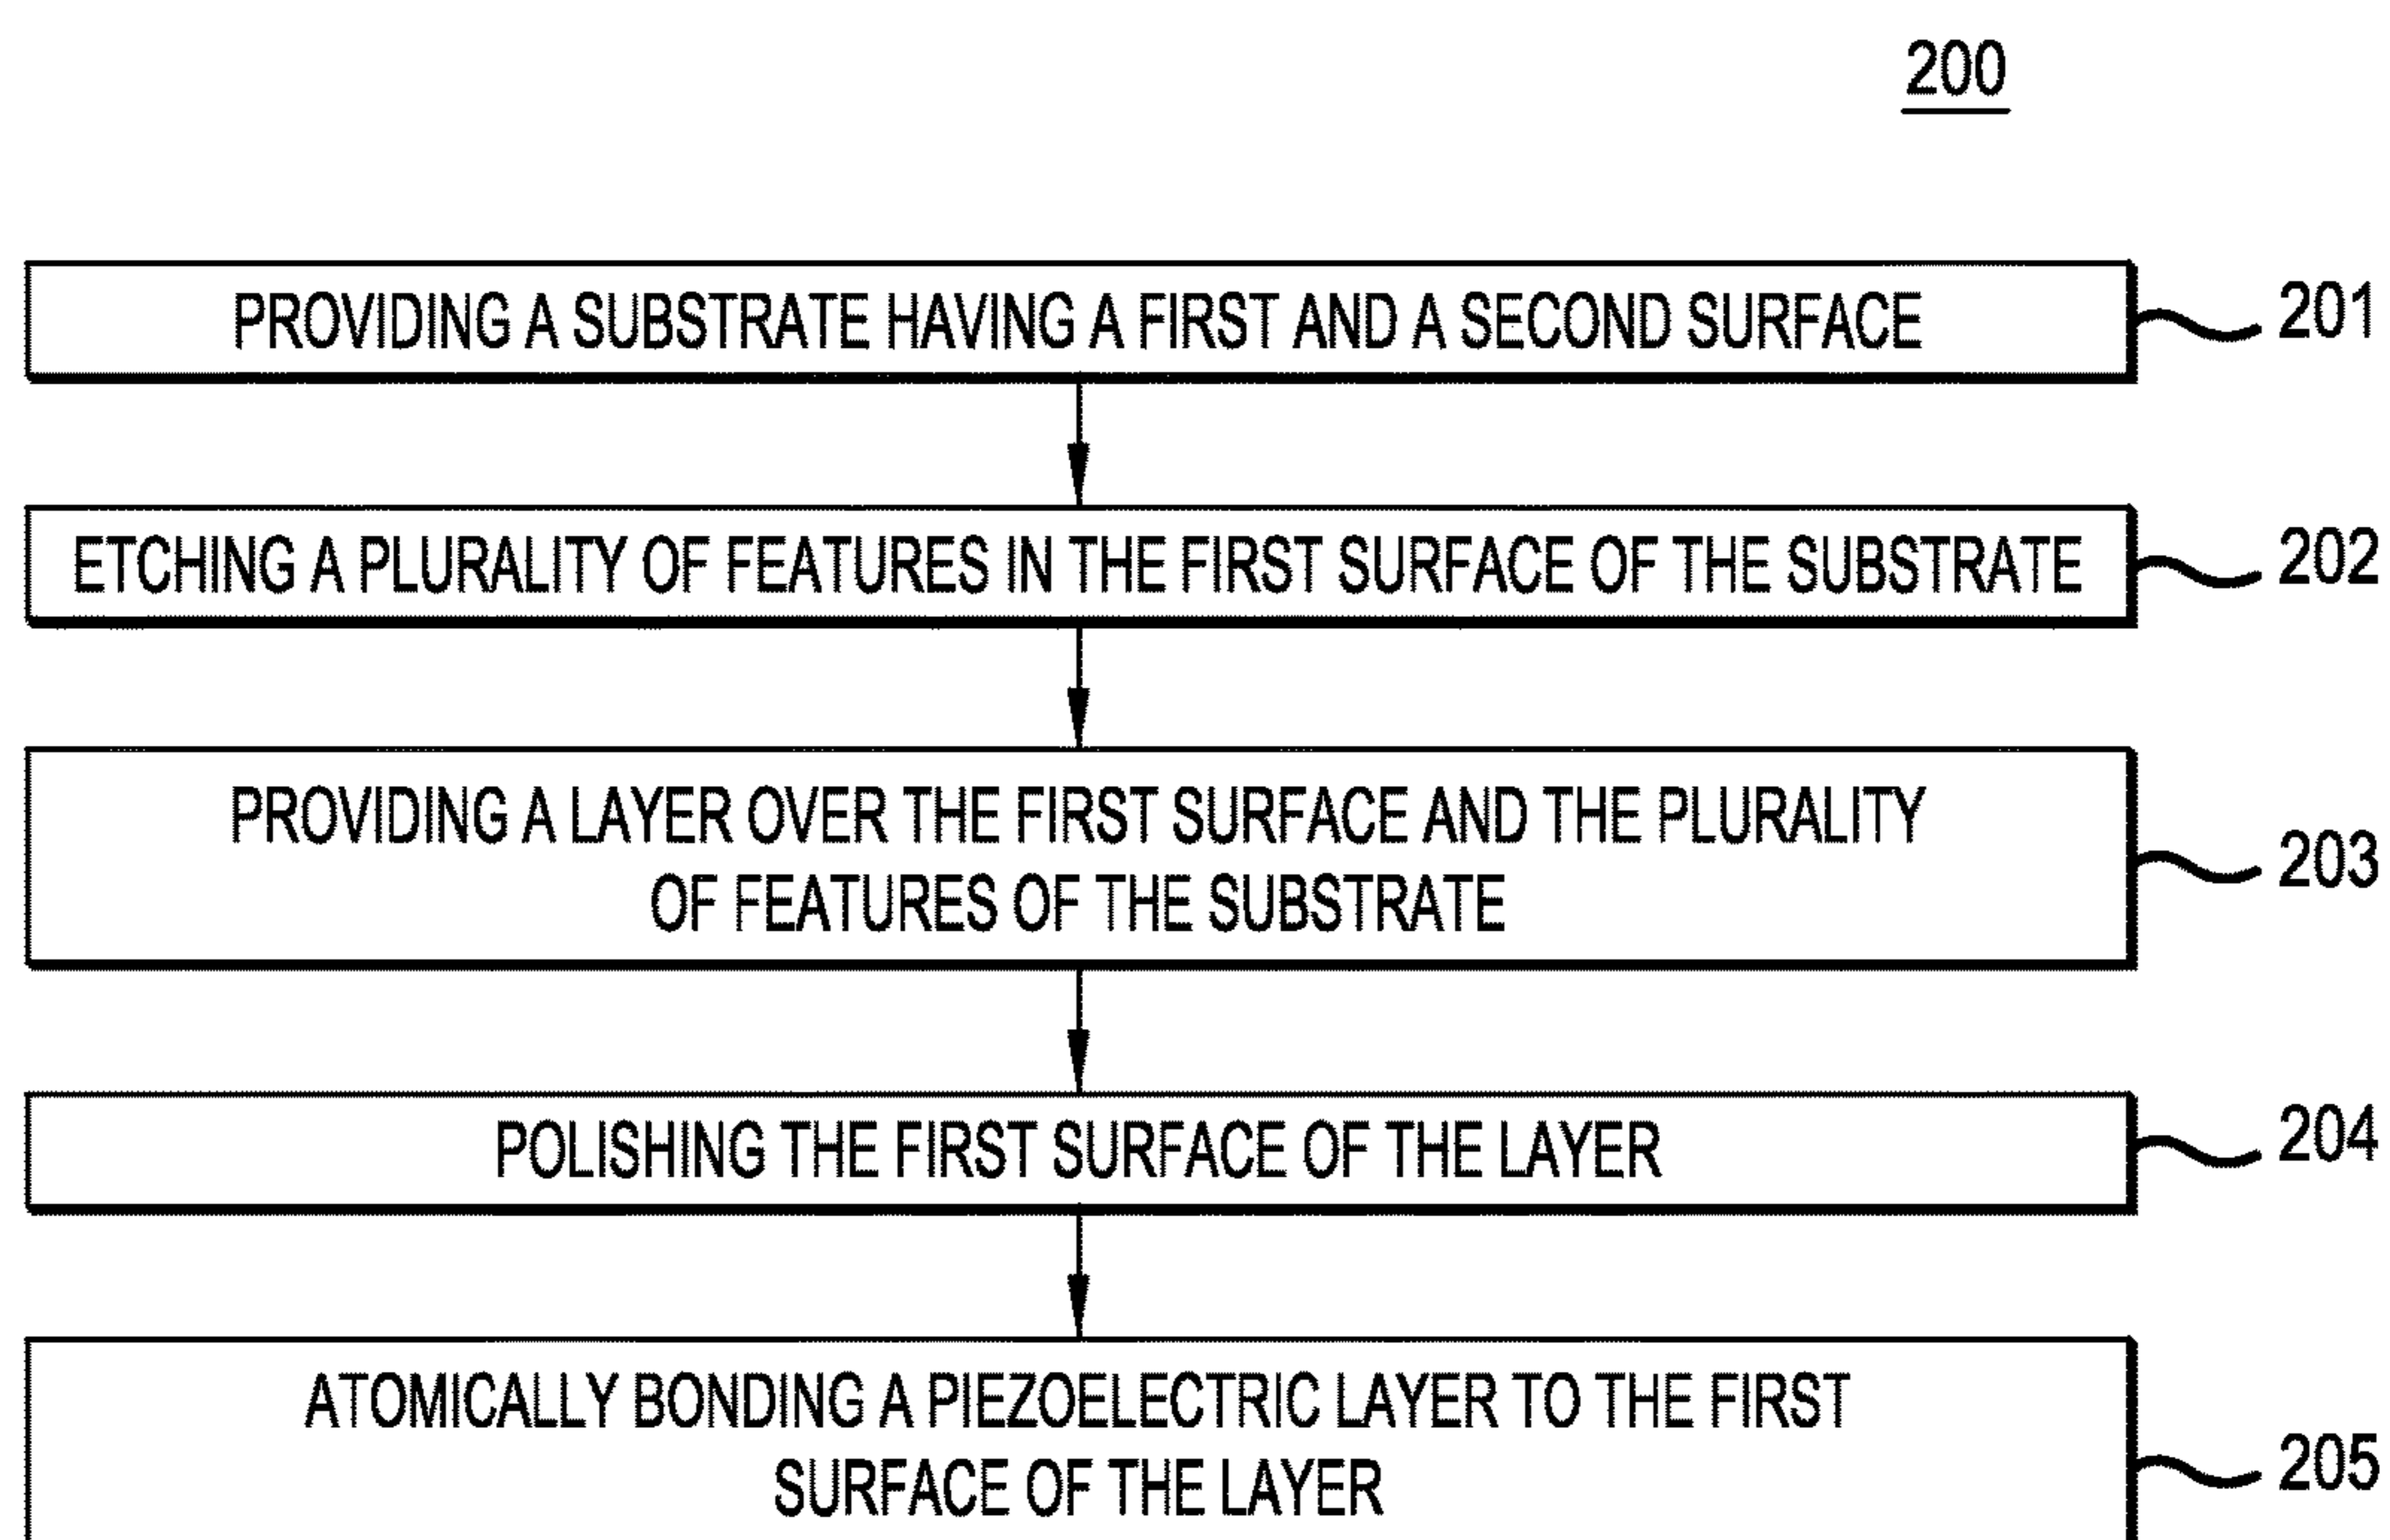 200
PROVIDING A SUBSTRATE HAVING A FIRST AND A SECOND SURFACE
201
ETCHING A PLURALITY OF FEATURES IN THE FIRST SURFACE OF THE SUBSTRATE
202
PROVIDING A LAYER OVER THE FIRST SURFACE AND THE PLURALITY
OF FEATURES OF THE SUBSTRATE
203
POLISHING THE FIRST SURFACE OF THE LAYER
204
ATOMICALLY BONDING A PIEZOELECTRIC LAYER TO THE FIRST
SURFACE OF THE LAYER
205